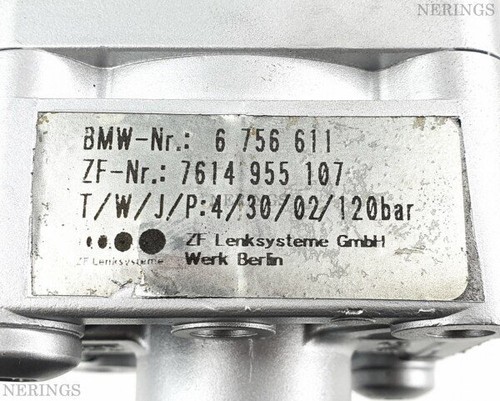 NERINGS
BMW-Nr.: 6 756 611
ZF-Nr.: 7614 955 107
T/W/J/P:4/30/02/120bar
ZF Lenksysteme GmbH
ZF Lenksysteme Werk Berlin
NERINGS